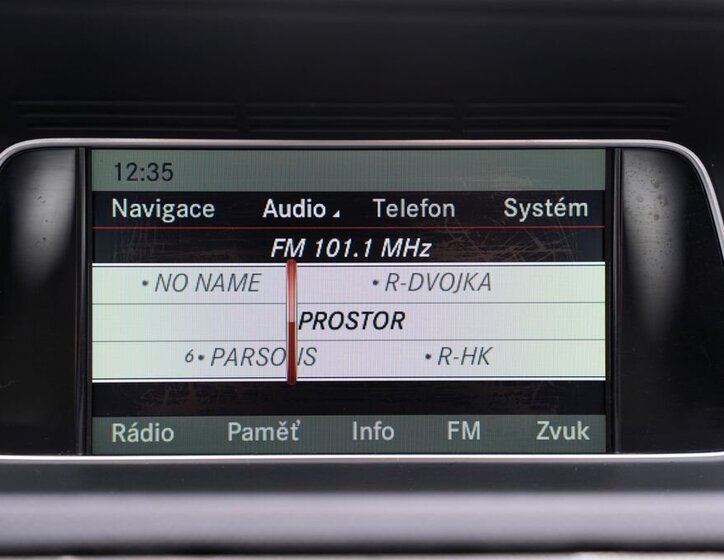 12:35
Navigace Audio Telefon Systém
FM 101.1 MHz
• NO NAME • R-DVOJKA
PROSTOR
6• PARSONS • R-HK
Rádio Paměť Info FM Zvuk